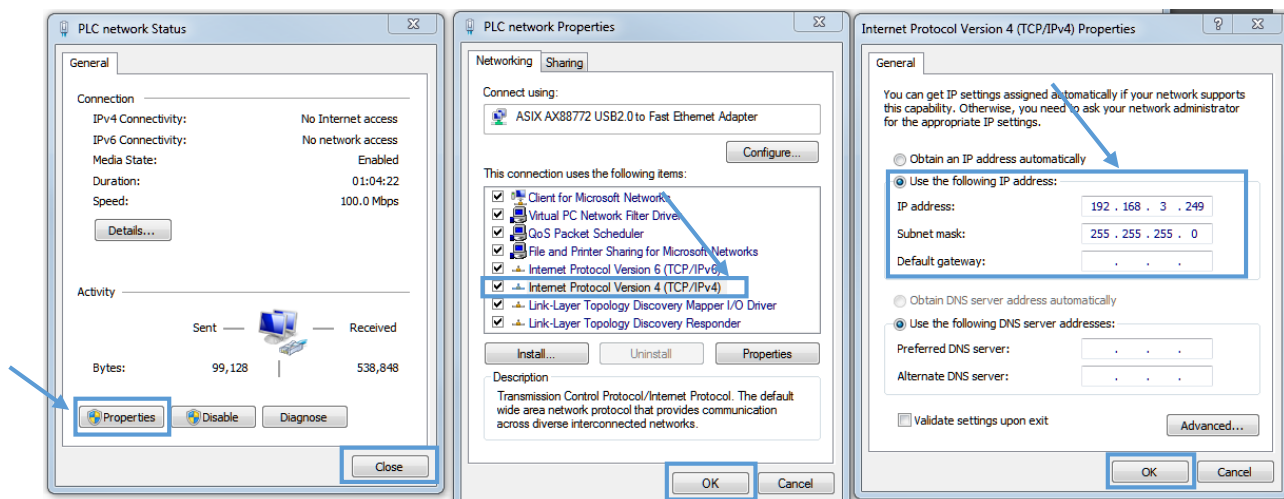 PLC network Status
General
Connection
IPv4 Connectivity: No Internet access
IPv6 Connectivity: No network access
Media State: Enabled
Duration: 01:04:22
Speed: 100.0 Mbps
Details...
Activity
Sent Received
Bytes: 99,128 538,848
Properties Disable Diagnose
Close
PLC network Properties
Networking Sharing
Connect using:
ASIX AX88772 USB2.0 to Fast Ethernet Adapter
Configure...
This connection uses the following items:
Client for Microsoft Networks
Virtual PC Network Filter Driver
QoS Packet Scheduler
File and Printer Sharing for Microsoft Networks
Internet Protocol Version 6 (TCP/IPv6)
Internet Protocol Version 4 (TCP/IPv4)
Link-Layer Topology Discovery Mapper I/O Driver
Link-Layer Topology Discovery Responder
Install... Uninstall Properties
Description
Transmission Control Protocol/Internet Protocol. The default
wide area network protocol that provides communication
across diverse interconnected networks.
OK Cancel
Internet Protocol Version 4 (TCP/IPv4) Properties
General
You can get IP settings assigned automatically if your network supports
this capability. Otherwise, you need to ask your network administrator
for the appropriate IP settings.
Obtain an IP address automatically
Use the following IP address:
IP address: 192 . 168 . 3 . 249
Subnet mask: 255 . 255 . 255 . 0
Default gateway: . . .
Obtain DNS server address automatically
Use the following DNS server addresses:
Preferred DNS server: . . .
Alternate DNS server: . . .
Validate settings upon exit
Advanced...
OK Cancel